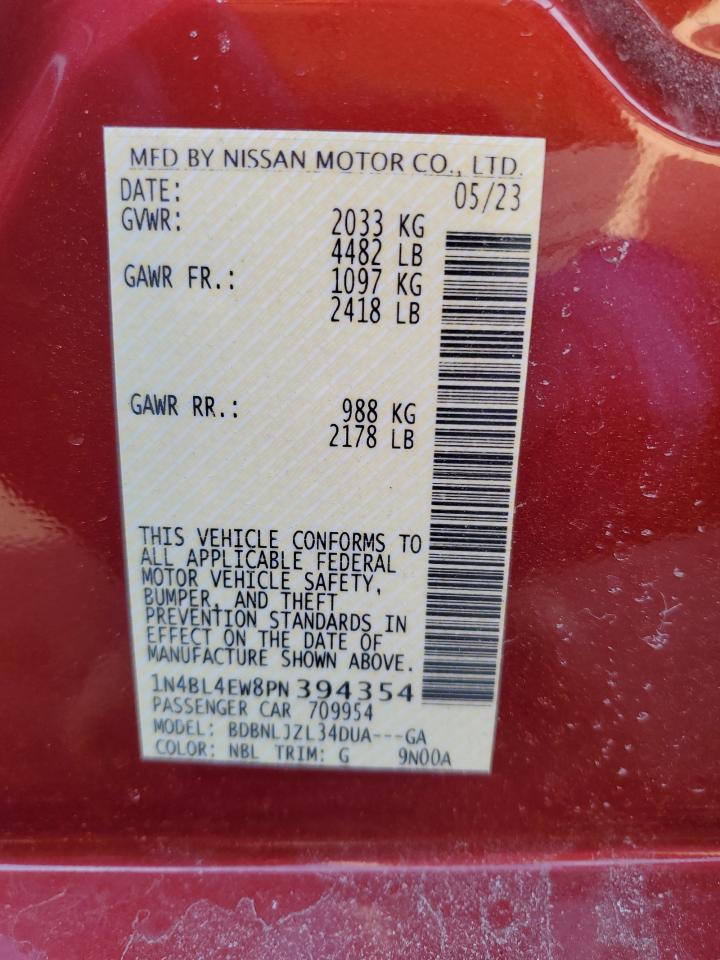 MFD BY NISSAN MOTOR CO., LTD.
DATE: 05/23
GVWR: 2033 KG
4482 LB
GAWR FR.: 1097 KG
2418 LB
GAWR RR.: 988 KG
2178 LB
THIS VEHICLE CONFORMS TO
ALL APPLICABLE FEDERAL
MOTOR VEHICLE SAFETY,
BUMPER, AND THEFT
PREVENTION STANDARDS IN
EFFECT ON THE DATE OF
MANUFACTURE SHOWN ABOVE.
1N4BL4EW8PN394354
PASSENGER CAR 709954
MODEL: BDBNLJZL34DUA---GA
COLOR: NBL TRIM: G 9N00A